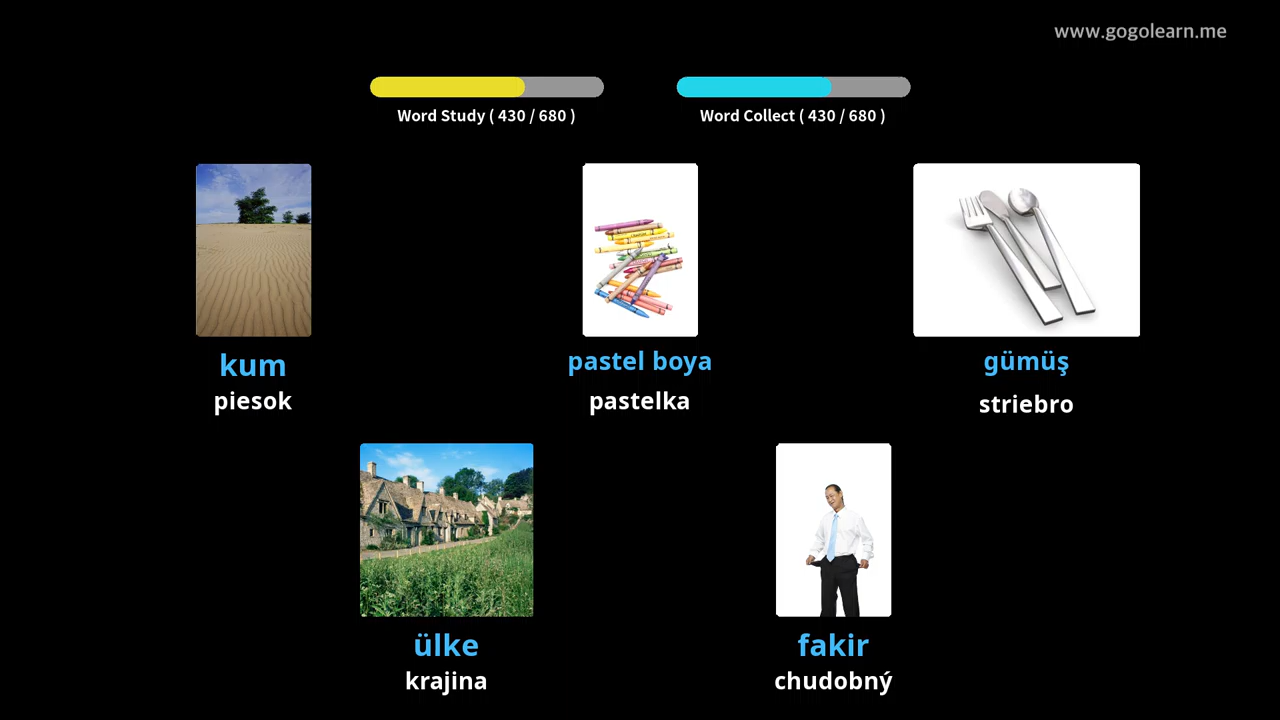 www.gogolearn.me
Word Study ( 430 / 680 )
Word Collect ( 430 / 680 )
kum
piesok
pastel boya
pastelka
gümüş
striebro
ülke
krajina
fakir
chudobný